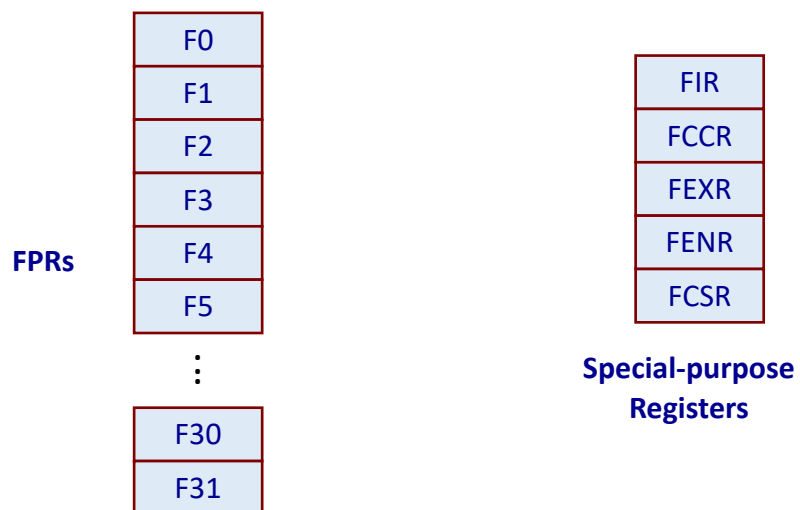 F0
F1
F2
F3
F4
F5
⋮
F30
F31
FPRs
FIR
FCCR
FEXR
FENR
FCSR
Special-purpose
Registers